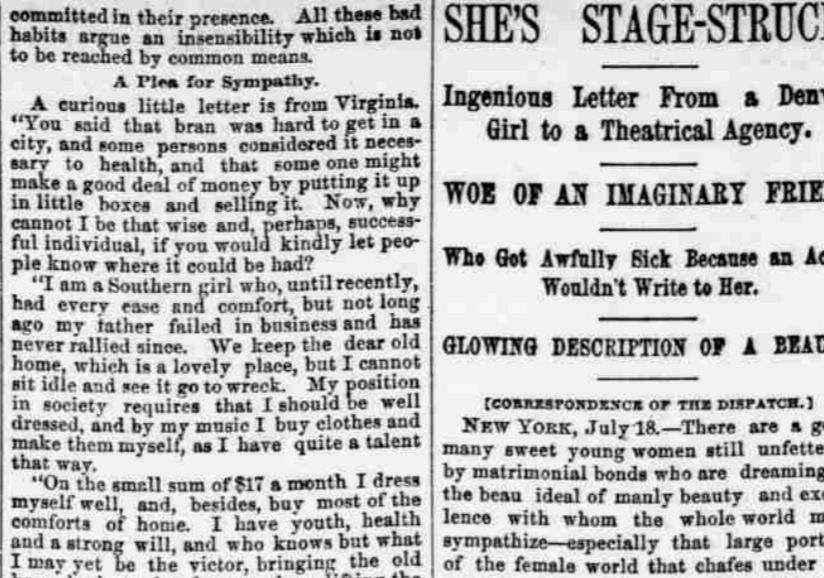 committed in their presence. All these bad
habits argue an insensibility which is not
to be reached by common means.
A Plea for Sympathy.
A curious little letter is from Virginia.
"You said that bran was hard to get in a
city, and some persons considered it neces-
sary to health, and that some one might
make a good deal of money by putting it up
in little boxes and selling it. Now, why
cannot I be that wise and, perhaps, success-
ful individual, if you would kindly let peo-
ple know where it could be had?
"I am a Southern girl who, until recently,
had every ease and comfort, but not long
ago my father failed in business and has
never rallied since. We keep the dear old
home, which is a lovely place, but I cannot
sit idle and see it go to wreck. My position
in society requires that I should be well
dressed, and by my music I buy clothes and
make them myself, as I have quite a talent
that way.
"On the small sum of $17 a month I dress
myself well, and, besides, buy most of the
comforts of home. I have youth, health
and a strong will, and who knows but what
I may yet be the victor, bringing the old
SHE'S STAGE-STRUC
Ingenious Letter From a Den
Girl to a Theatrical Agency.
WOE OF AN IMAGINARY FRIE
Who Got Awfully Sick Because an Ac
Wouldn't Write to Her.
GLOWING DESCRIPTION OF A BEAU
[CORRESPONDENCE OF THE DISPATCH.]
NEW YORK, July 18.—There are a g
many sweet young women still unfette
by matrimonial bonds who are dreaming
the beau ideal of manly beauty and exc
lence with whom the whole world m
sympathize—especially that large port
of the female world that chafes under